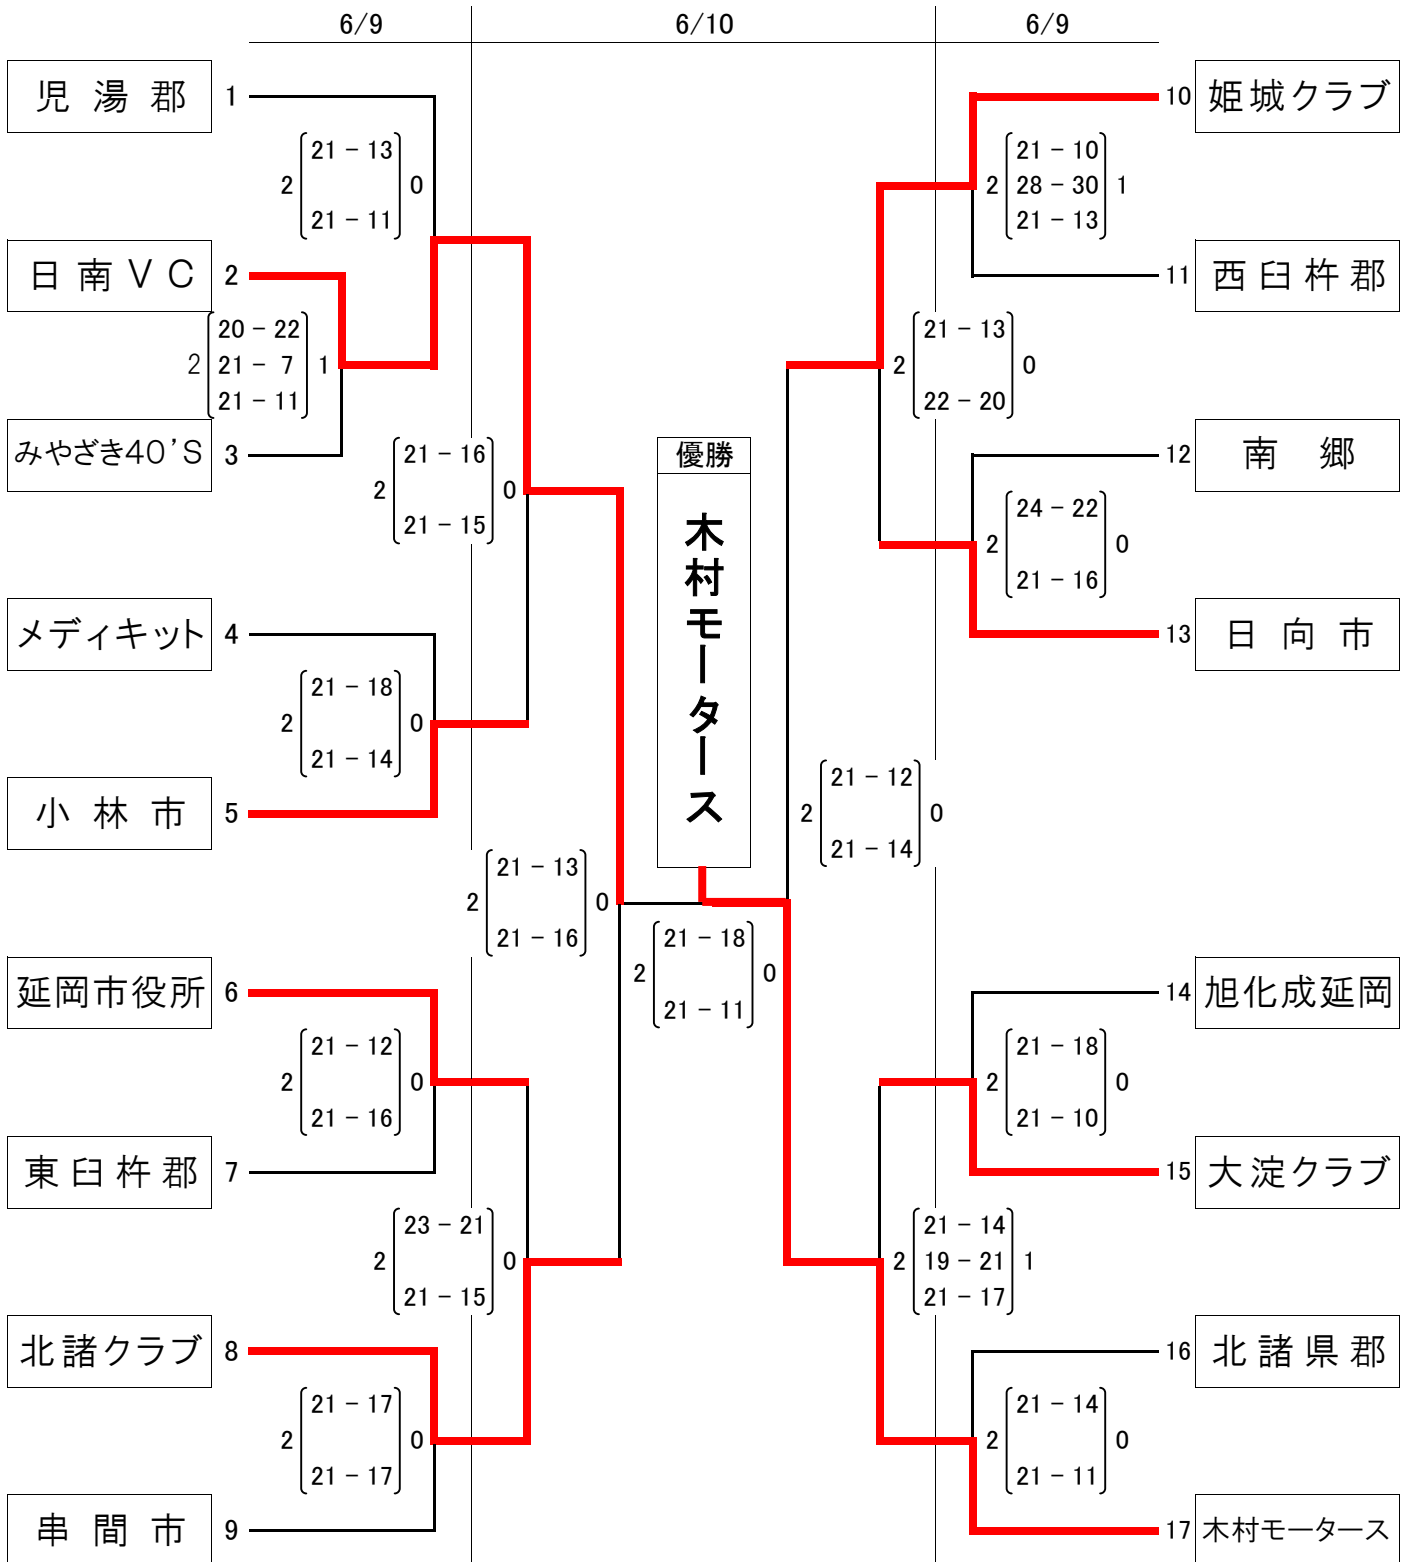 6/9
6/10
6/9
児湯郡 1
21 - 13
2 0
21 - 11
日南VC 2
20 - 22
2 21 - 7 1
21 - 11
みやざき40'S 3
21 - 16
2 0
21 - 15
メディキット 4
21 - 18
2 0
21 - 14
小林市 5
21 - 13
2 0
21 - 16
延岡市役所 6
21 - 12
2 0
21 - 16
東臼杵郡 7
23 - 21
2 0
21 - 15
北諸クラブ 8
21 - 17
2 0
21 - 17
串間市 9
優勝
木村モータース
21 - 18
2 0
21 - 11
10 姫城クラブ
21 - 10
2 28 - 30 1
21 - 13
11 西臼杵郡
21 - 13
2 0
22 - 20
12 南郷
24 - 22
2 0
21 - 16
13 日向市
21 - 12
2 0
21 - 14
14 旭化成延岡
21 - 18
2 0
21 - 10
15 大淀クラブ
21 - 14
2 19 - 21 1
21 - 17
16 北諸県郡
21 - 14
2 0
21 - 11
17 木村モータース